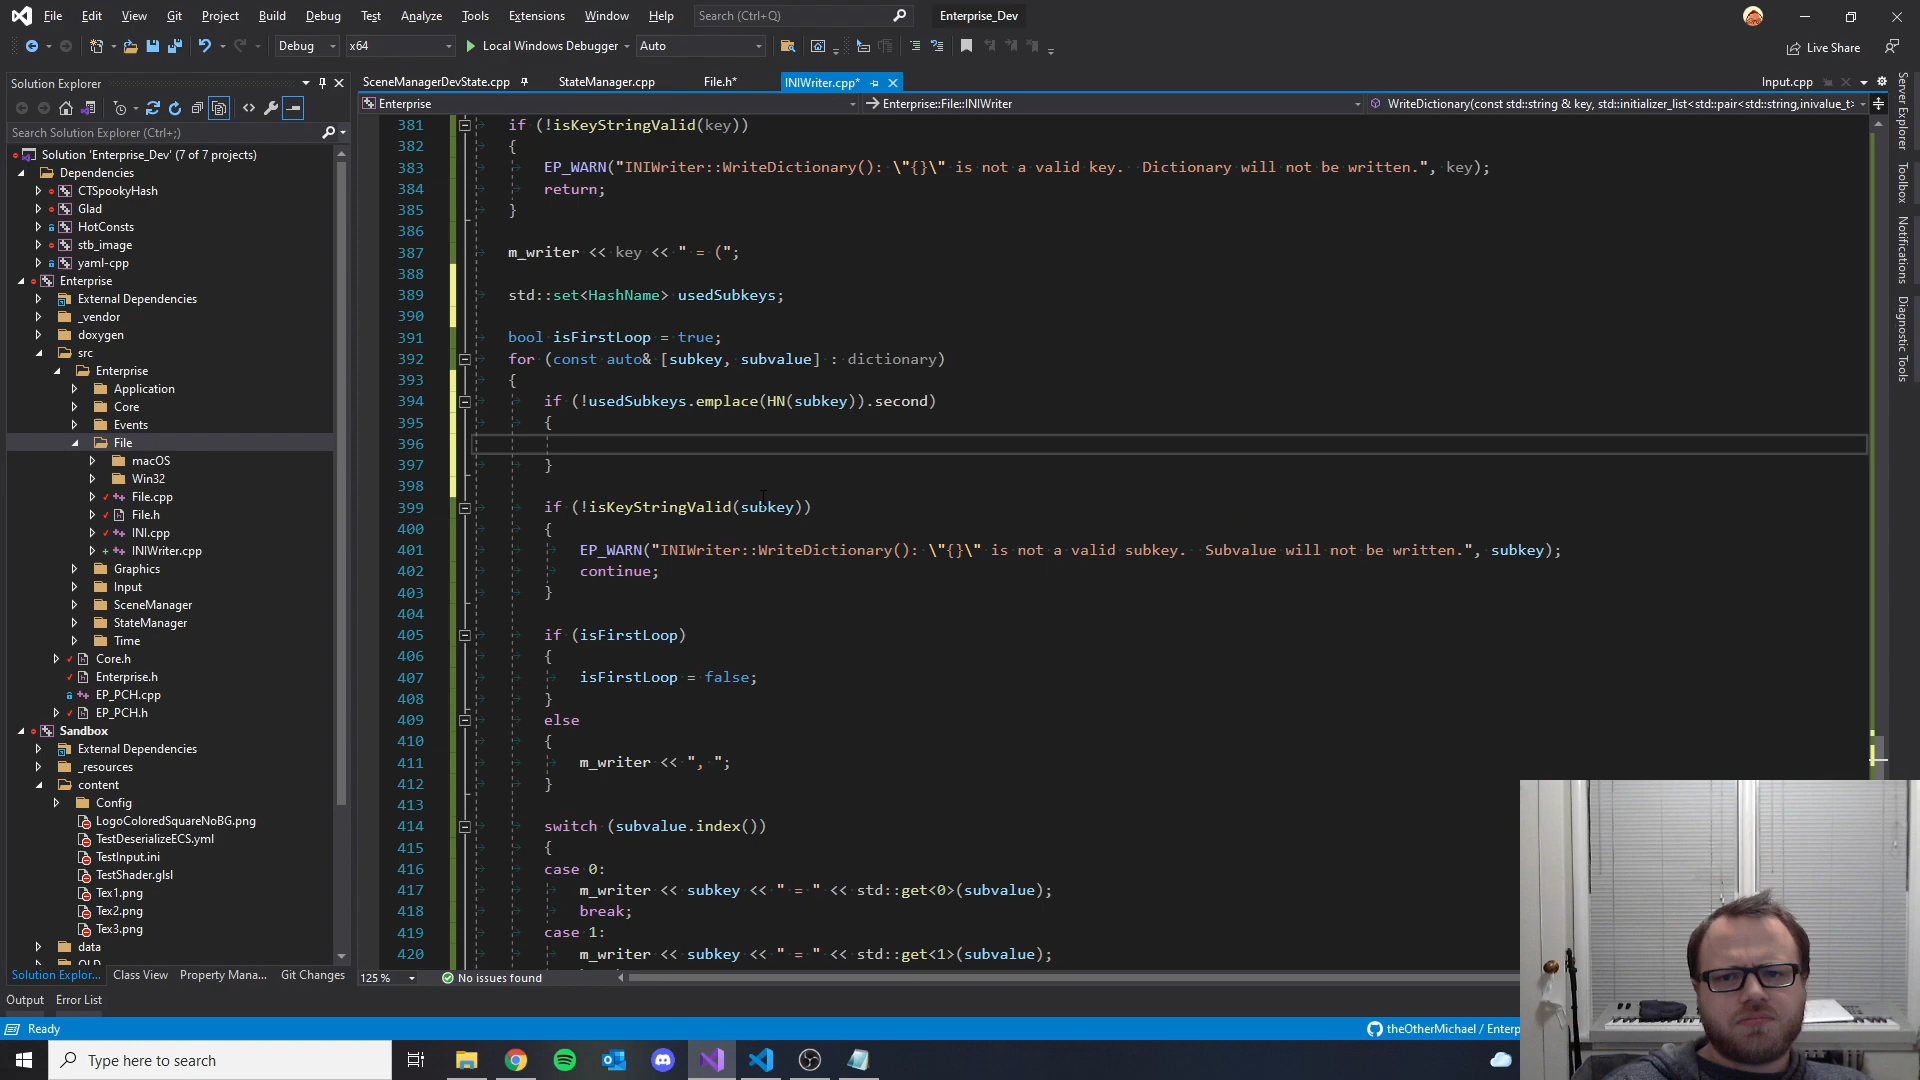 File Edit View Git Project Build Debug Test Analyze Tools Extensions Window Help Search (Ctrl+Q) Enterprise_Dev
Debug x64 Local Windows Debugger Auto Live Share
Solution Explorer
SceneManagerDevState.cpp StateManager.cpp File.h* INIWriter.cpp* Input.cpp
Enterprise Enterprise::File::INIWriter WriteDictionary(const std::string & key, std::initializer_list<std::pair<std::string,inivalue_t>
Search Solution Explorer (Ctrl+;)
Solution 'Enterprise_Dev' (7 of 7 projects)
Dependencies
CTSpookyHash
Glad
HotConsts
stb_image
yaml-cpp
Enterprise
External Dependencies
_vendor
doxygen
src
Enterprise
Application
Core
Events
File
macOS
Win32
File.cpp
File.h
INI.cpp
INIWriter.cpp
Graphics
Input
SceneManager
StateManager
Time
Core.h
Enterprise.h
EP_PCH.cpp
EP_PCH.h
Sandbox
External Dependencies
_resources
content
Config
LogoColoredSquareNoBG.png
TestDeserializeECS.yml
TestInput.ini
TestShader.glsl
Tex1.png
Tex2.png
Tex3.png
data
OLD
Solution Explor... Class View Property Mana... Git Changes
381 if (!isKeyStringValid(key))
382 {
383 EP_WARN("INIWriter::WriteDictionary(): \"{}\" is not a valid key.  Dictionary will not be written.", key);
384 return;
385 }
386
387 m_writer << key << " = (";
388
389 std::set<HashName> usedSubkeys;
390
391 bool isFirstLoop = true;
392 for (const auto& [subkey, subvalue] : dictionary)
393 {
394 if (!usedSubkeys.emplace(HN(subkey)).second)
395 {
396
397 }
398
399 if (!isKeyStringValid(subkey))
400 {
401 EP_WARN("INIWriter::WriteDictionary(): \"{}\" is not a valid subkey.  Subvalue will not be written.", subkey);
402 continue;
403 }
404
405 if (isFirstLoop)
406 {
407 isFirstLoop = false;
408 }
409 else
410 {
411 m_writer << ", ";
412 }
413
414 switch (subvalue.index())
415 {
416 case 0:
417 m_writer << subkey << " = " << std::get<0>(subvalue);
418 break;
419 case 1:
420 m_writer << subkey << " = " << std::get<1>(subvalue);
125 % No issues found
Server Explorer
Toolbox
Notifications
Diagnostic Tools
Output Error List
Ready theOtherMichael / Enterp
Type here to search